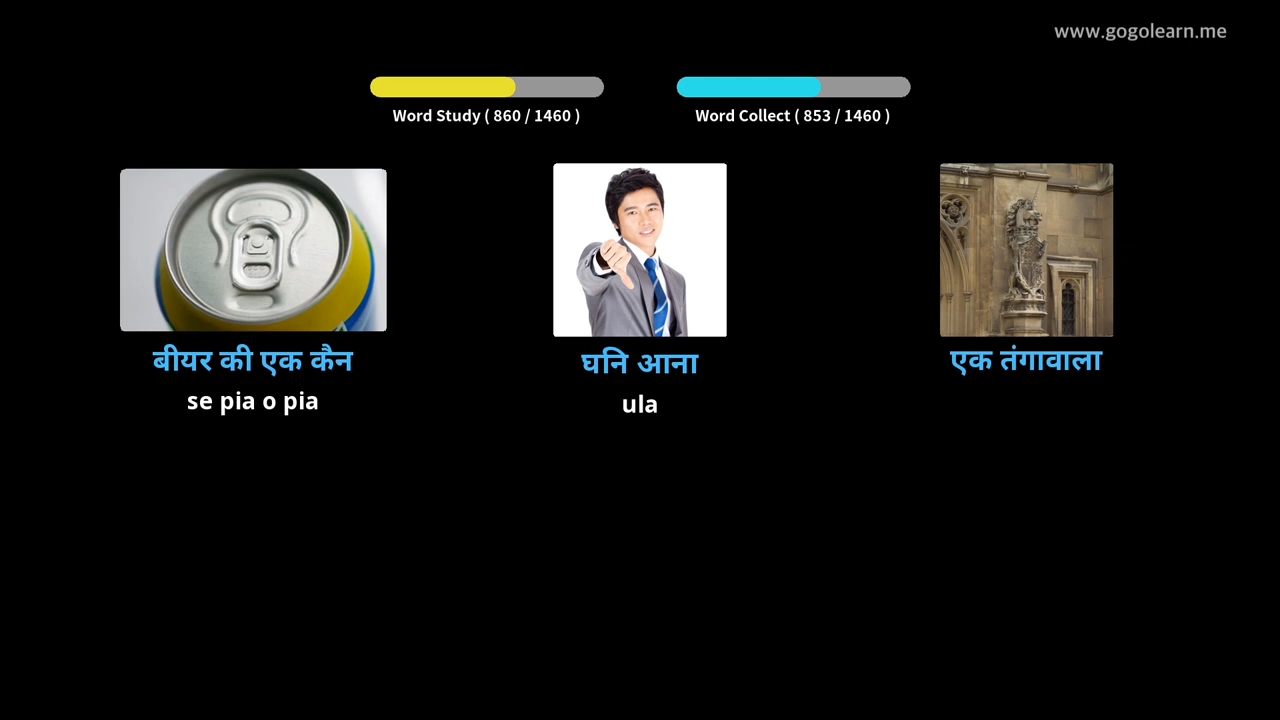 www.gogolearn.me
Word Study ( 860 / 1460 )
Word Collect ( 853 / 1460 )
बीयर की एक कैन
se pia o pia
घनि आना
ula
एक तंगावाला